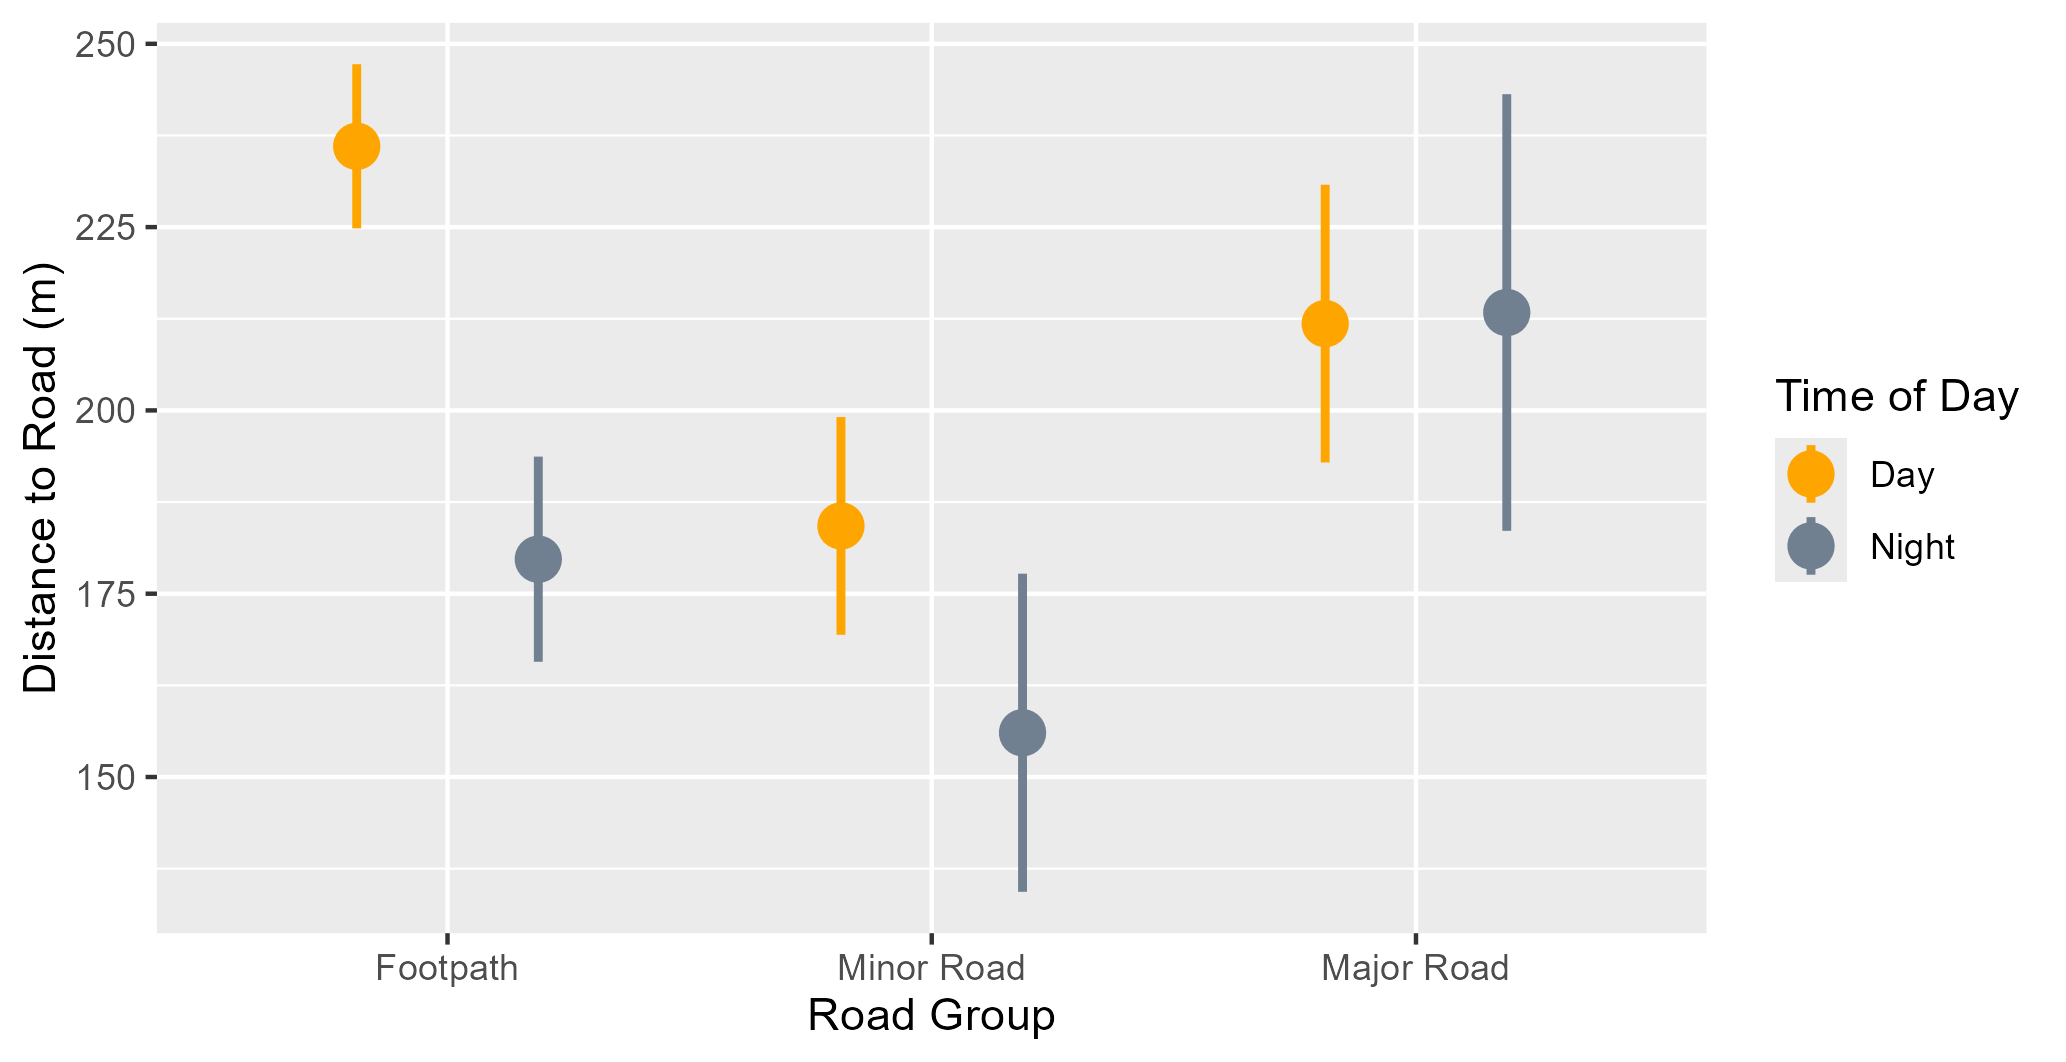 250
225
200
175
150
Distance to Road (m)
Footpath
Minor Road
Major Road
Road Group
Time of Day
Day
Night